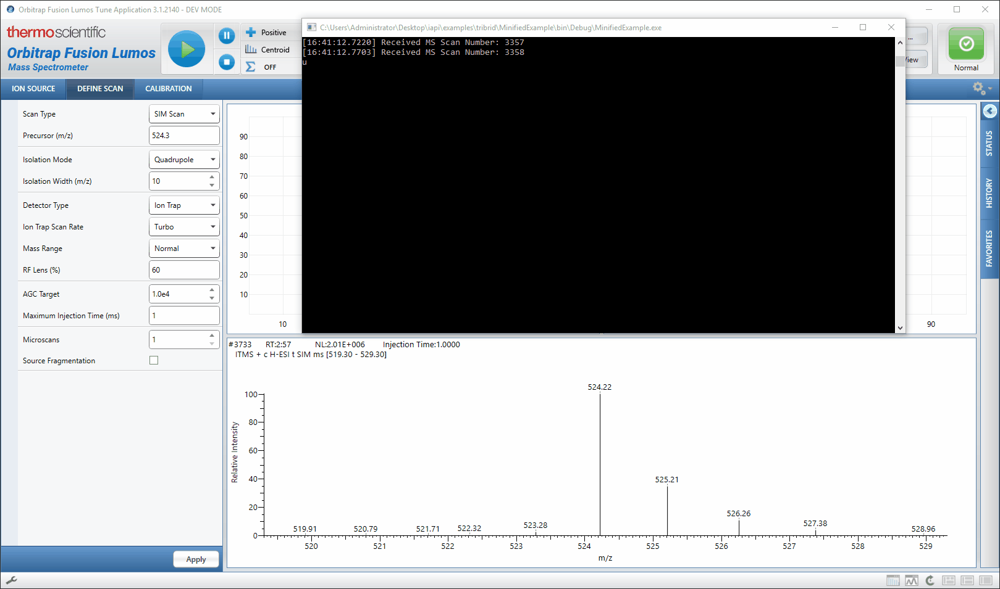 Orbitrap Fusion Lumos Tune Application 3.1.2140 - DEV MODE
thermoscientific
Orbitrap Fusion Lumos
Mass Spectrometer
Positive
Centroid
OFF
C:\Users\Administrator\Desktop\iapi\examples\tribrid\MinifiedExample\bin\Debug\MinifiedExample.exe
[16:41:12.7220] Received MS Scan Number: 3357
[16:41:12.7703] Received MS Scan Number: 3358
u
...
View
Normal
ION SOURCE
DEFINE SCAN
CALIBRATION
Scan Type
SIM Scan
Precursor (m/z)
524.3
Isolation Mode
Quadrupole
Isolation Width (m/z)
10
Detector Type
Ion Trap
Ion Trap Scan Rate
Turbo
Mass Range
Normal
RF Lens (%)
60
AGC Target
1.0e4
Maximum Injection Time (ms)
1
Microscans
1
Source Fragmentation
Apply
90
80
70
60
50
40
30
20
10
10
90
STATUS
HISTORY
FAVORITES
#3733 RT:2:57 NL:2.01E+006 Injection Time:1.0000
ITMS + c H-ESI t SIM ms [519.30 - 529.30]
Relative Intensity
100
80
60
40
20
0
519.91
520.79
521.71
522.32
523.28
524.22
525.21
526.26
527.38
528.96
520
521
522
523
524
525
526
527
528
529
m/z